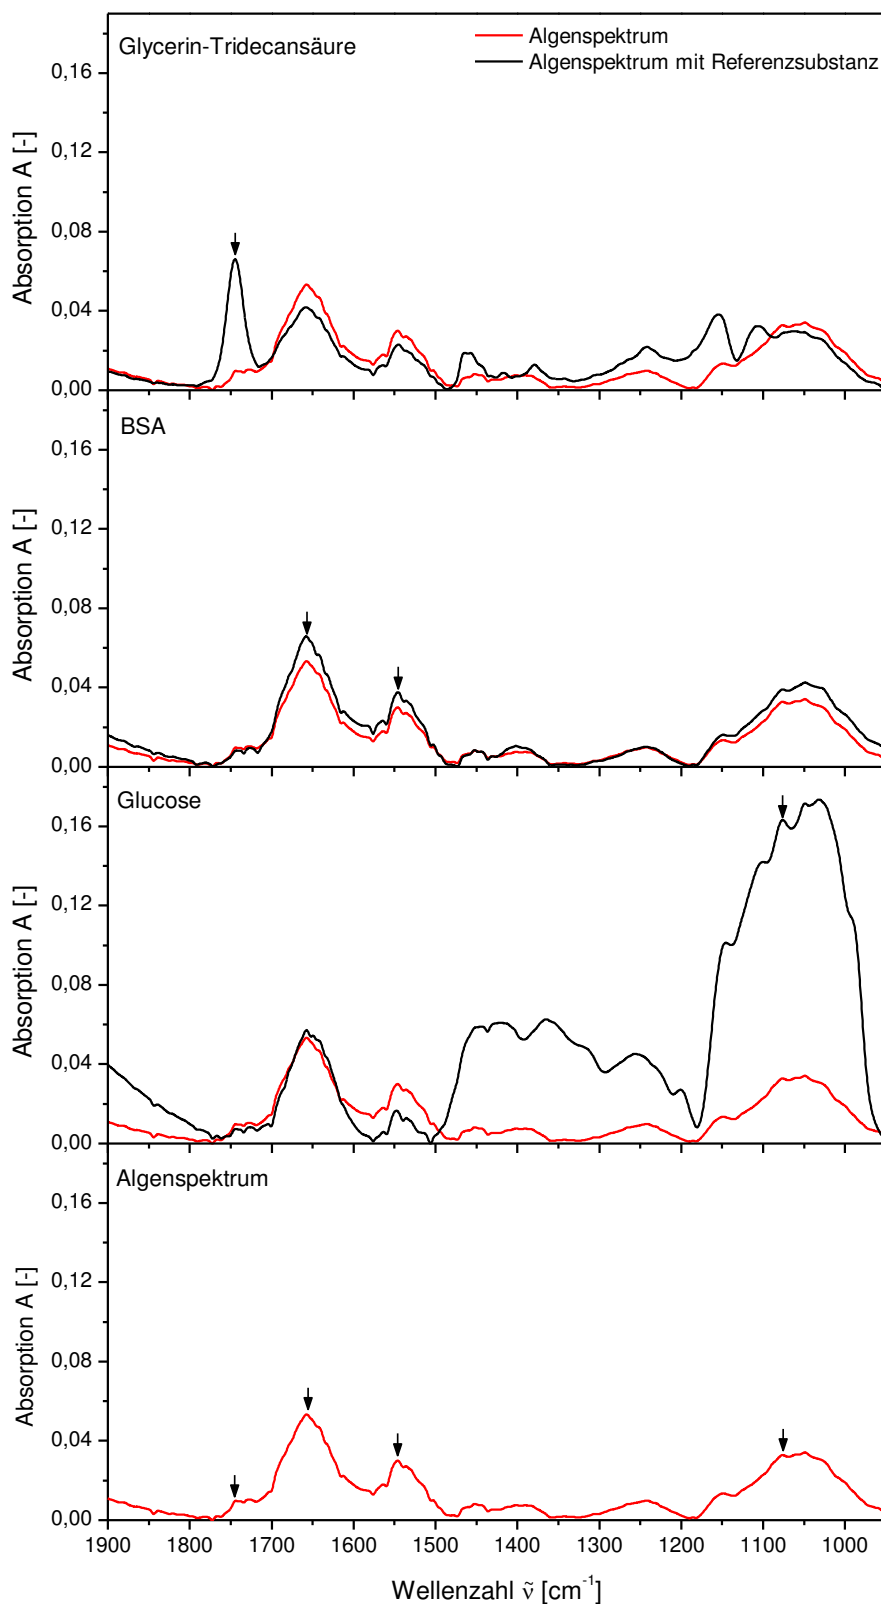 Glycerin-Tridecansäure
Algenspektrum
Algenspektrum mit Referenzsubstanz
0,16
0,12
0,08
0,04
0,00
Absorption A [-]
BSA
0,16
0,12
0,08
0,04
0,00
Absorption A [-]
Glucose
0,16
0,12
0,08
0,04
0,00
Absorption A [-]
Algenspektrum
0,16
0,12
0,08
0,04
0,00
Absorption A [-]
1900 1800 1700 1600 1500 1400 1300 1200 1100 1000
Wellenzahl ṽ [cm⁻¹]